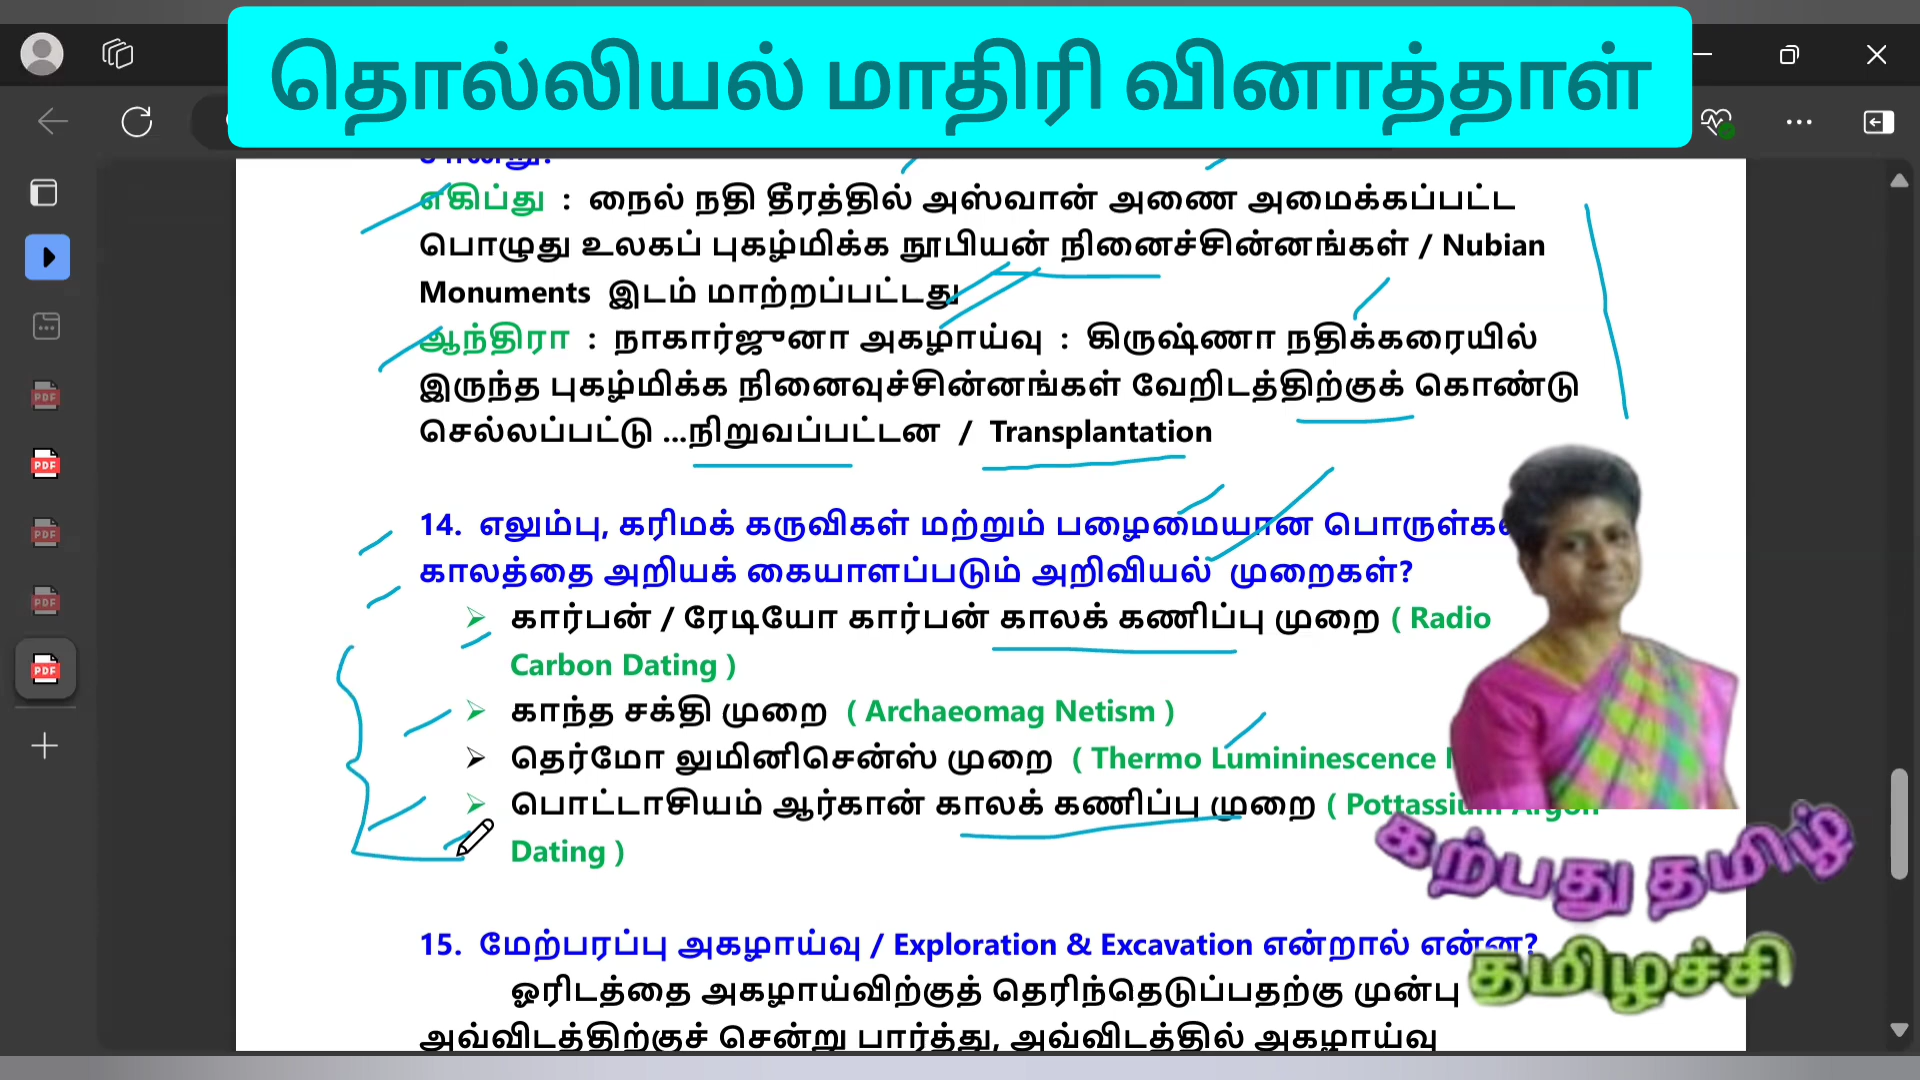 தொல்லியல் மாதிரி வினாத்தாள்
எகிப்து : நைல் நதி தீரத்தில் அஸ்வான் அணை அமைக்கப்பட்ட
பொழுது உலகப் புகழ்மிக்க நூபியன் நினைச்சின்னங்கள் / Nubian
Monuments இடம் மாற்றப்பட்டது
ஆந்திரா : நாகார்ஜுனா அகழாய்வு : கிருஷ்ணா நதிக்கரையில்
இருந்த புகழ்மிக்க நினைவுச்சின்னங்கள் வேறிடத்திற்குக் கொண்டு
செல்லப்பட்டு ...நிறுவப்பட்டன / Transplantation
14. எலும்பு, கரிமக் கருவிகள் மற்றும் பழைமையான
காலத்தை அறியக் கையாளப்படும் அறிவியல் முறைகள்?
கார்பன் / ரேடியோ கார்பன் காலக் கணிப்பு முறை ( Radio
Carbon Dating )
காந்த சக்தி முறை ( Archaeomag Netism )
தெர்மோ லுமினிசென்ஸ் முறை ( Thermo Lumininescence
பொட்டாசியம் ஆர்கான் காலக் கணிப்பு முறை ( Pottassium Argon
Dating )
கற்பது தமிழ்
தமிழச்சி
15. மேற்பரப்பு அகழாய்வு / Exploration & Excavation என்றால் என்ன?
ஓரிடத்தை அகழாய்விற்குத் தெரிந்தெடுப்பதற்கு முன்பு
அவ்விடத்திற்குச் சென்று பார்த்து, அவ்விடத்தில் அகழாய்வு